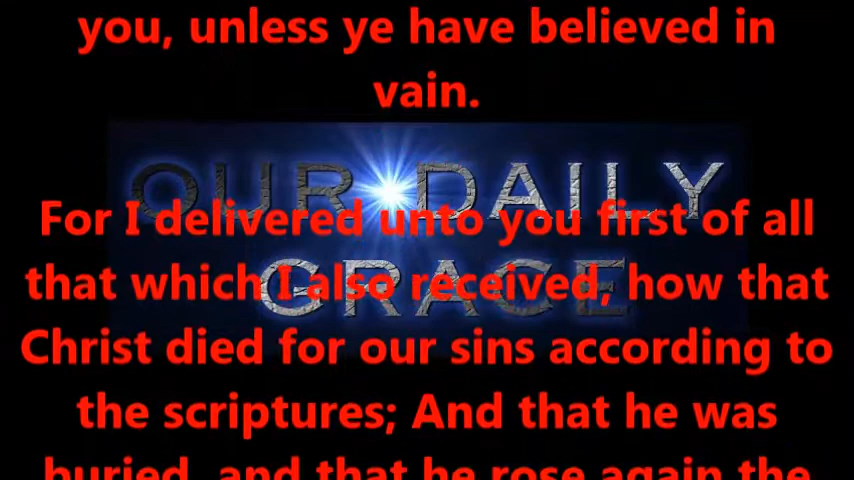 you, unless ye have believed in
vain.
OUR DAILY
GRACE
For I delivered unto you first of all
that which I also received, how that
Christ died for our sins according to
the scriptures; And that he was
buried, and that he rose again the